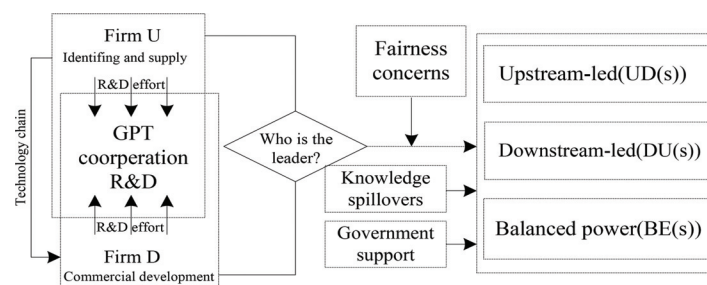 Firm U
Identifing and supply
R&D effort
GPT
coorperation
R&D
R&D effort
Firm D
Commercial development
Technology chain
Who is the
leader?
Fairness
concerns
Knowledge
spillovers
Government
support
Upstream-led(UD(s))
Downstream-led(DU(s))
Balanced power(BE(s))